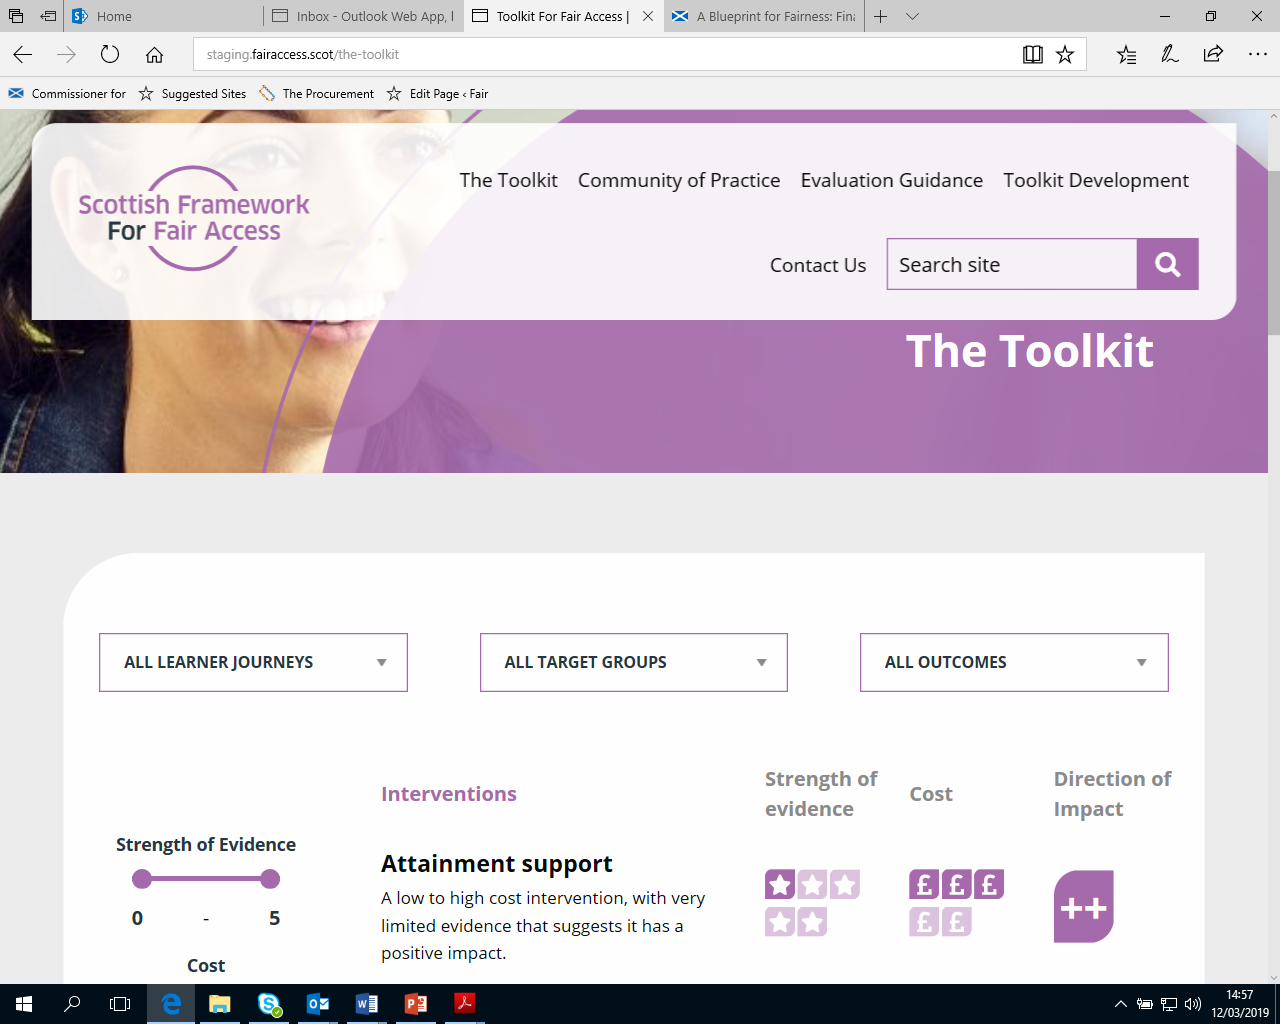 Home
Inbox - Outlook Web App, l
Toolkit For Fair Access |
A Blueprint for Fairness: Fina
staging.fairaccess.scot/the-toolkit
Commissioner for
Suggested Sites
The Procurement
Edit Page ‹ Fair
Scottish Framework
For Fair Access
The Toolkit
Community of Practice
Evaluation Guidance
Toolkit Development
Contact Us
Search site
The Toolkit
ALL LEARNER JOURNEYS
ALL TARGET GROUPS
ALL OUTCOMES
Interventions
Strength of
evidence
Cost
Direction of
Impact
Strength of Evidence
0 - 5
Cost
Attainment support
A low to high cost intervention, with very
limited evidence that suggests it has a
positive impact.
£ £ £
£ £
++
14:57
12/03/2019